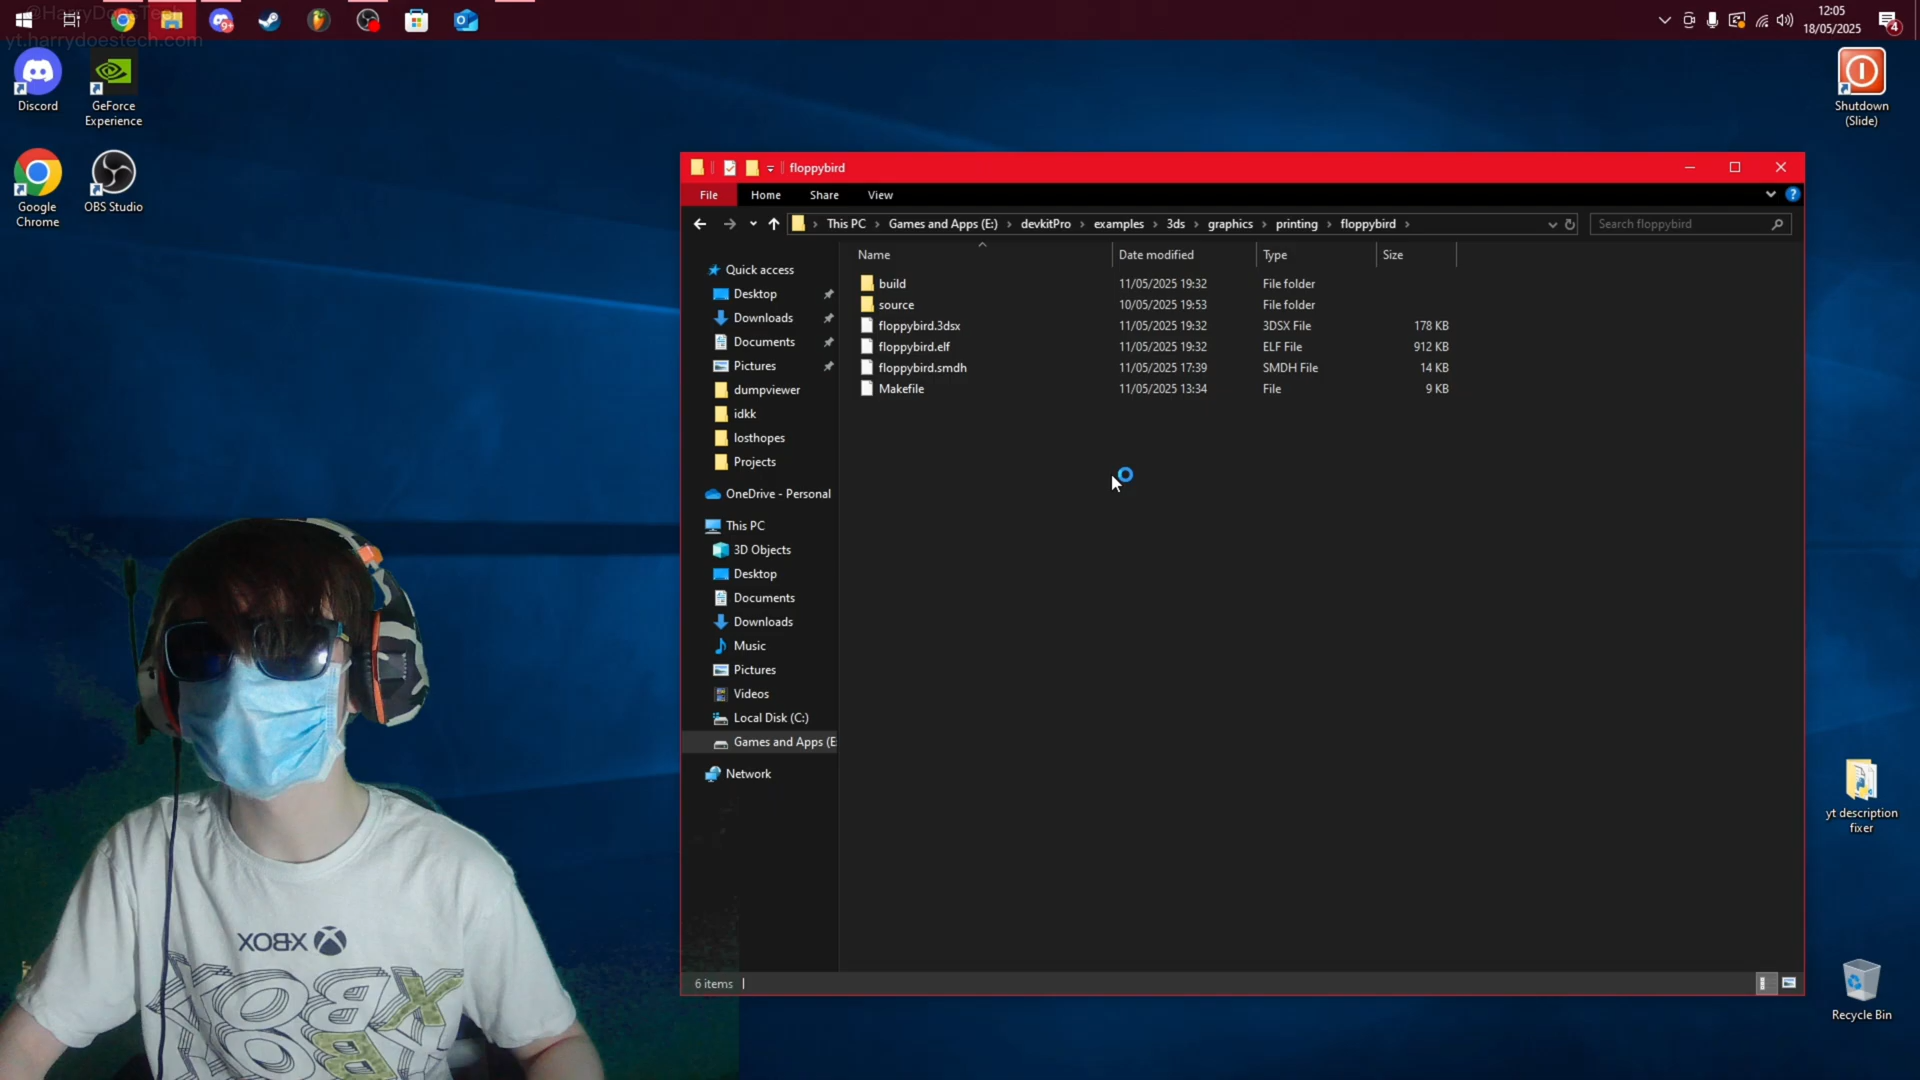 @HarryDoesTech
yt.harrydoestech.com
9+
12:05
18/05/2025
4
Discord
GeForce
Experience
Google
Chrome
OBS Studio
Shutdown
(Slide)
floppybird
File
Home
Share
View
This PC
Games and Apps (E:)
devkitPro
examples
3ds
graphics
printing
floppybird
Search floppybird
Name
Date modified
Type
Size
build
11/05/2025 19:32
File folder
source
10/05/2025 19:53
File folder
floppybird.3dsx
11/05/2025 19:32
3DSX File
178 KB
floppybird.elf
11/05/2025 19:32
ELF File
912 KB
floppybird.smdh
11/05/2025 17:39
SMDH File
14 KB
Makefile
11/05/2025 13:34
File
9 KB
Quick access
Desktop
Downloads
Documents
Pictures
dumpviewer
idkk
losthopes
Projects
OneDrive - Personal
This PC
3D Objects
Desktop
Documents
Downloads
Music
Pictures
Videos
Local Disk (C:)
Games and Apps (E
Network
6 items
yt description
fixer
Recycle Bin
XBOX
XBOX
XOB